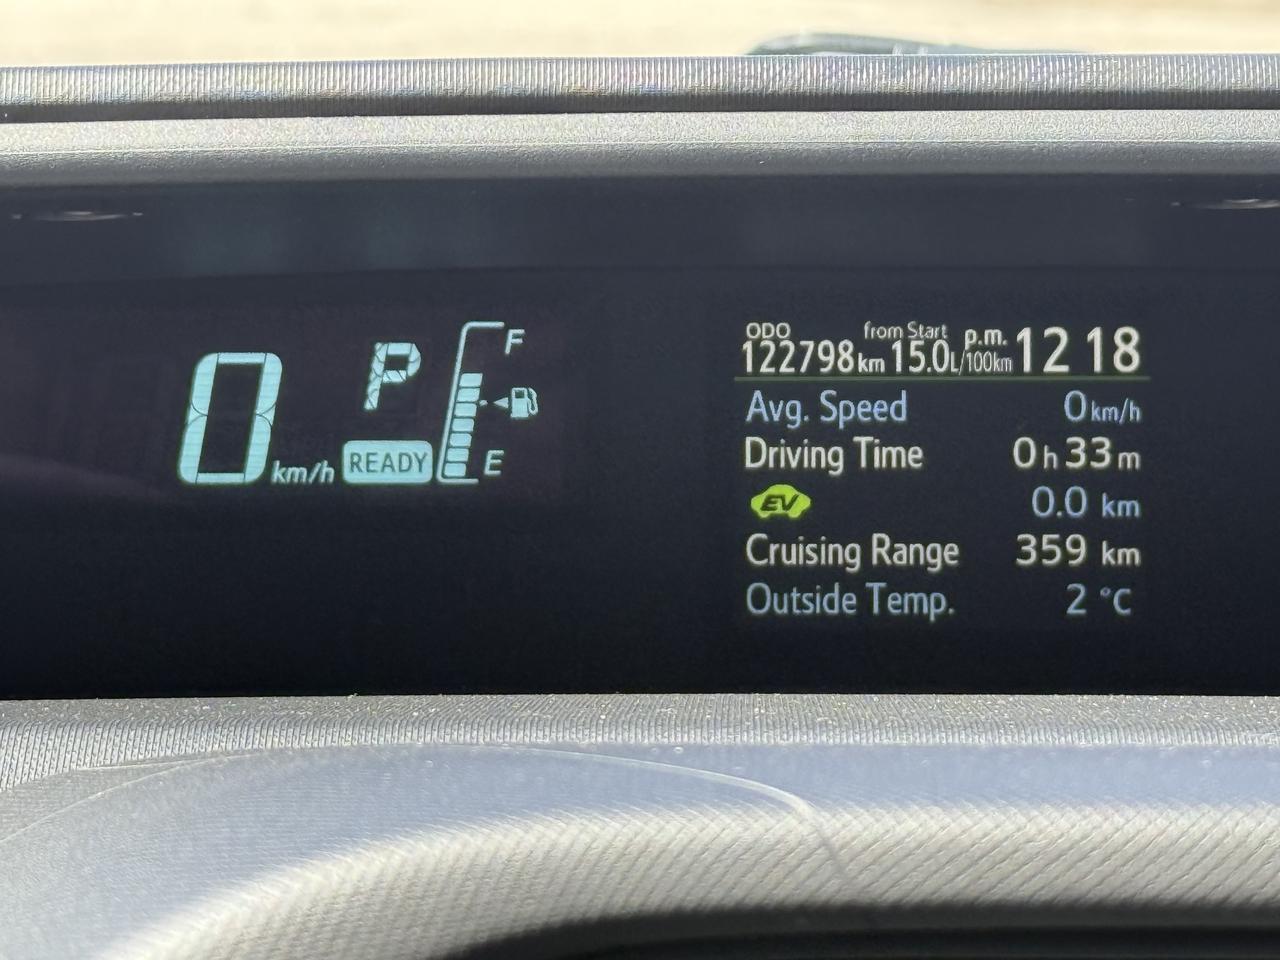 0 km/h
P
READY
F
E
ODO from Start p.m.
122798 km 15.0 L/100km 12 18
Avg. Speed 0 km/h
Driving Time 0 h 33 m
EV 0.0 km
Cruising Range 359 km
Outside Temp. 2 °C